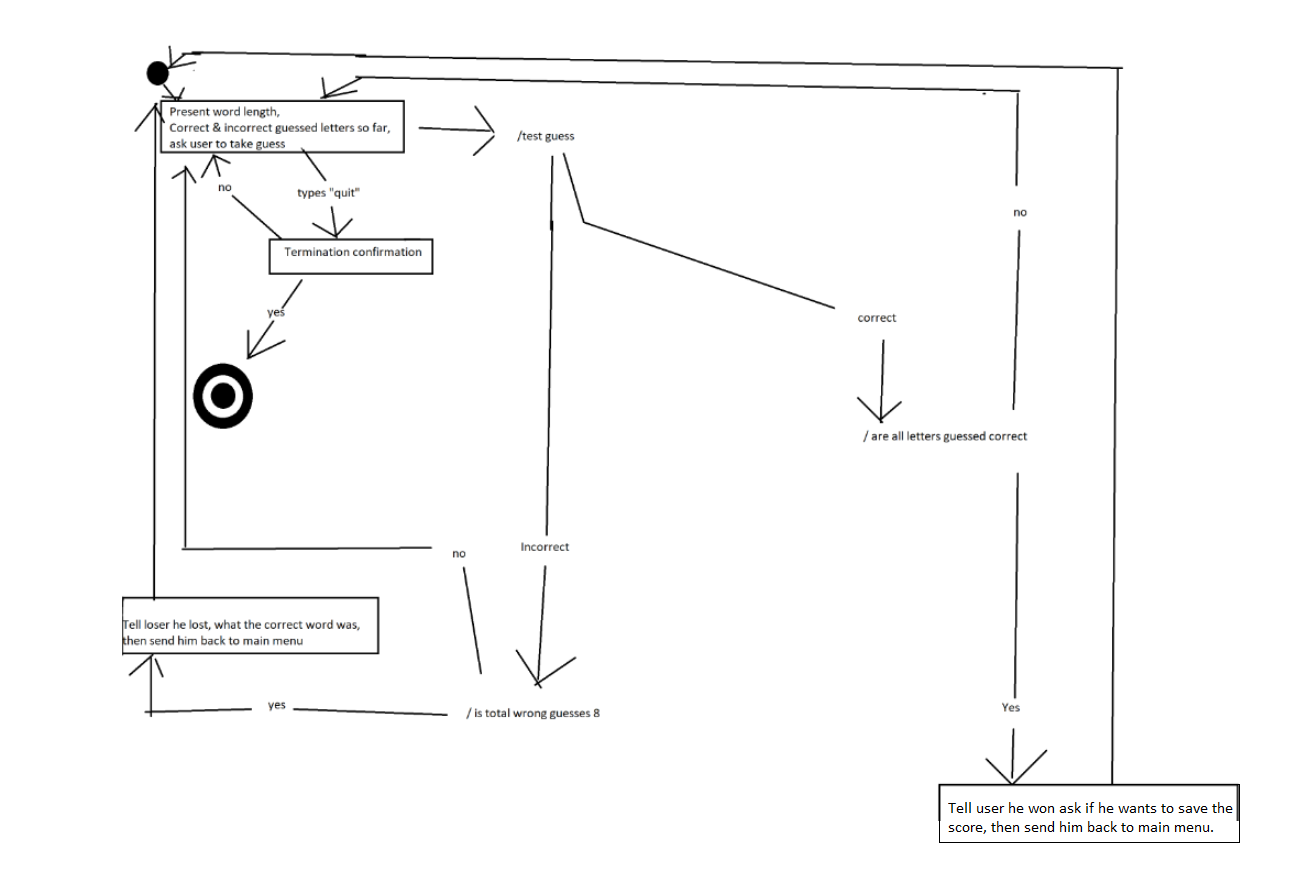 Present word length,
Correct & incorrect guessed letters so far,
ask user to take guess
/test guess
no
types "quit"
no
Termination confirmation
yes
correct
/ are all letters guessed correct
no
Incorrect
Tell loser he lost, what the correct word was,
then send him back to main menu
yes
/ is total wrong guesses 8
Yes
Tell user he won ask if he wants to save the
score, then send him back to main menu.